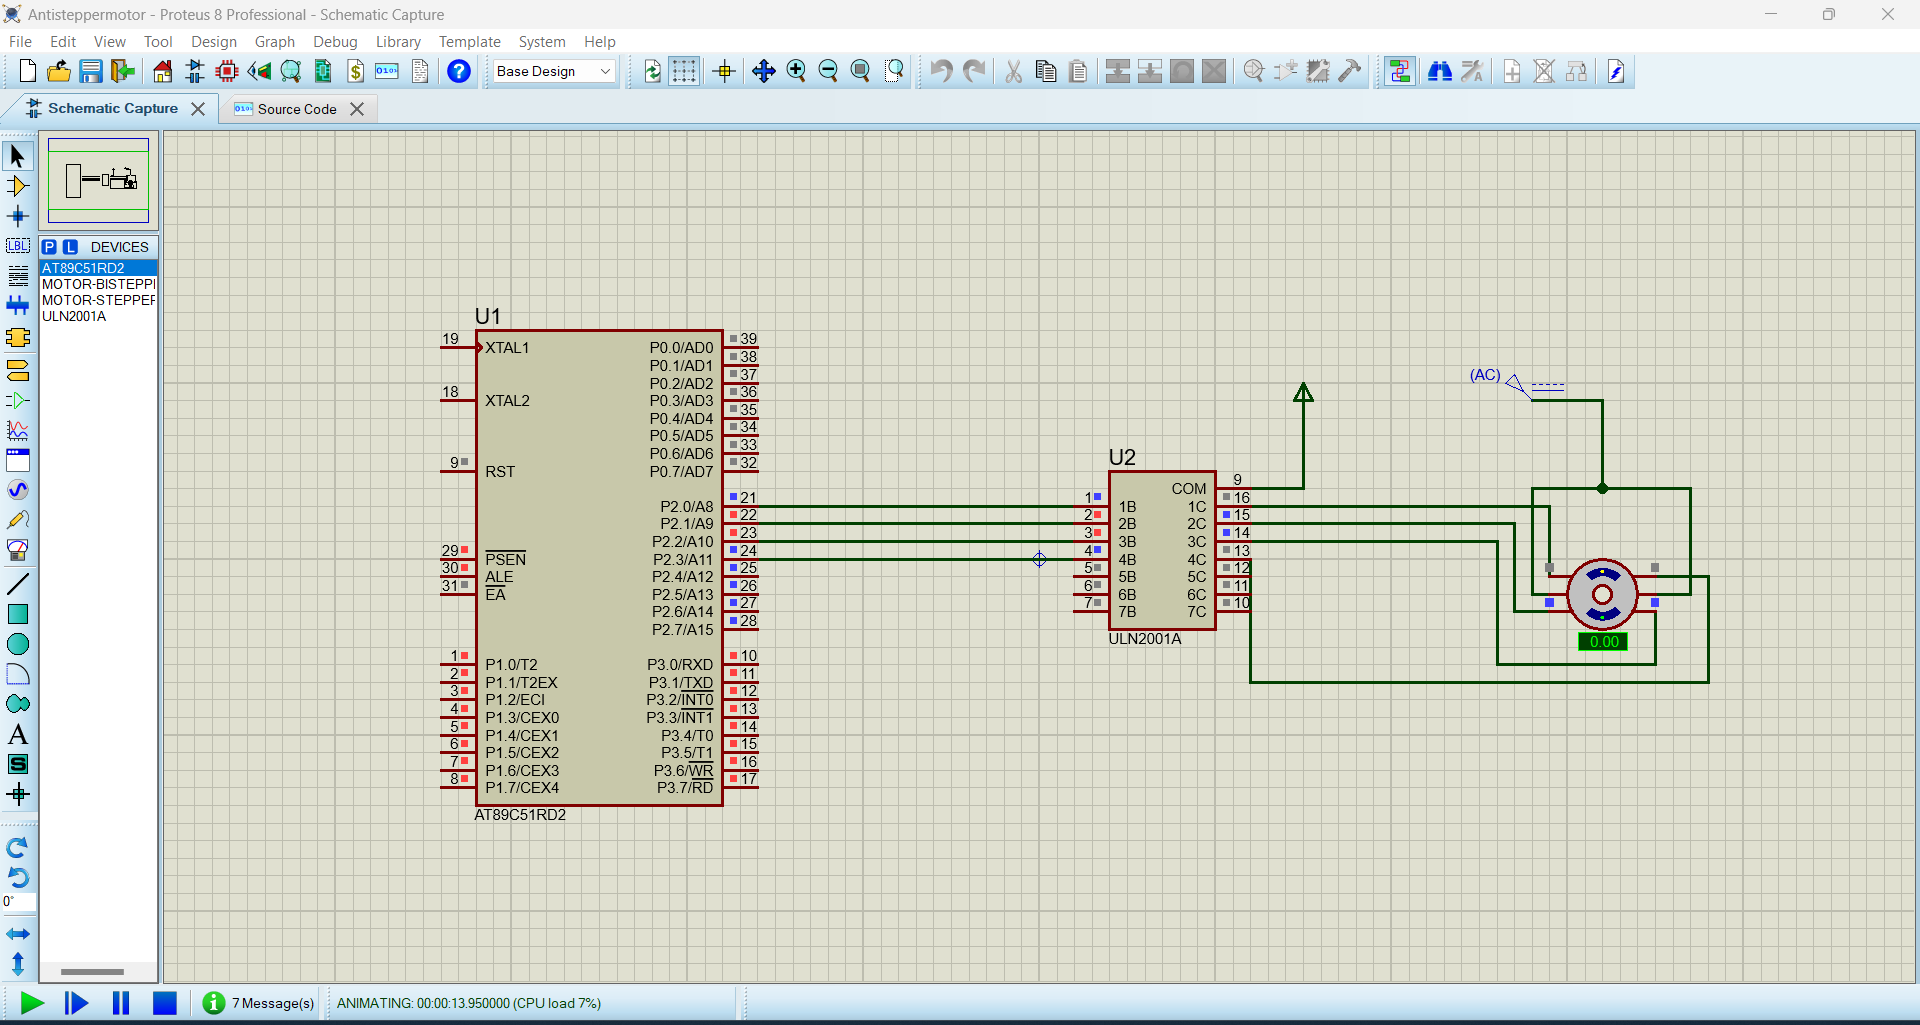 Antisteppermotor - Proteus 8 Professional - Schematic Capture
File Edit View Tool Design Graph Debug Library Template System Help
Base Design
Schematic Capture
Source Code
P L DEVICES
AT89C51RD2
MOTOR-BISTEPPI
MOTOR-STEPPER
ULN2001A
LBL
A
S
0°
U1
19 XTAL1
18 XTAL2
9 RST
29 PSEN
30 ALE
31 EA
1 P1.0/T2
2 P1.1/T2EX
3 P1.2/ECI
4 P1.3/CEX0
5 P1.4/CEX1
6 P1.5/CEX2
7 P1.6/CEX3
8 P1.7/CEX4
P0.0/AD0 39
P0.1/AD1 38
P0.2/AD2 37
P0.3/AD3 36
P0.4/AD4 35
P0.5/AD5 34
P0.6/AD6 33
P0.7/AD7 32
P2.0/A8 21
P2.1/A9 22
P2.2/A10 23
P2.3/A11 24
P2.4/A12 25
P2.5/A13 26
P2.6/A14 27
P2.7/A15 28
P3.0/RXD 10
P3.1/TXD 11
P3.2/INT0 12
P3.3/INT1 13
P3.4/T0 14
P3.5/T1 15
P3.6/WR 16
P3.7/RD 17
AT89C51RD2
U2
COM 9
1 1B 1C 16
2 2B 2C 15
3 3B 3C 14
4 4B 4C 13
5 5B 5C 12
6 6B 6C 11
7 7B 7C 10
ULN2001A
(AC)
0.00
7 Message(s)
ANIMATING: 00:00:13.950000 (CPU load 7%)